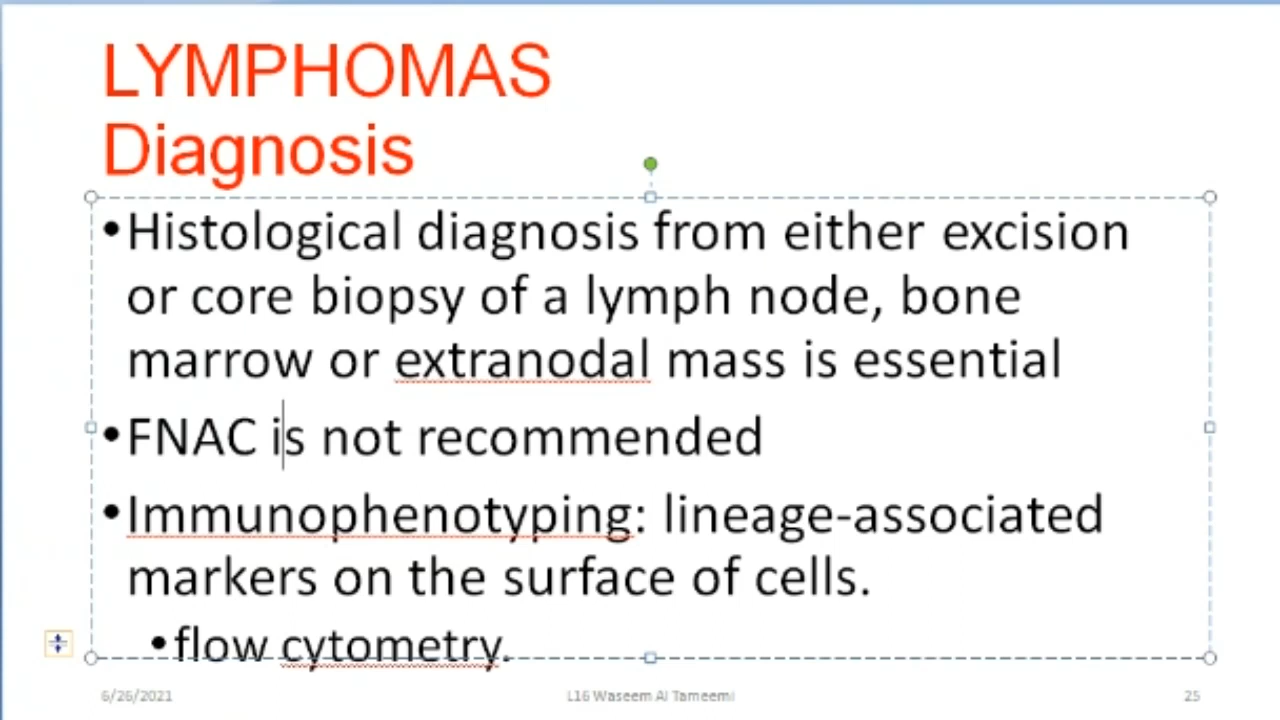 LYMPHOMAS
Diagnosis
•Histological diagnosis from either excision
or core biopsy of a lymph node, bone
marrow or extranodal mass is essential
•FNAC is not recommended
•Immunophenotyping: lineage-associated
markers on the surface of cells.
•flow cytometry.
6/26/2021 L16 Waseem Al Tameemi 25